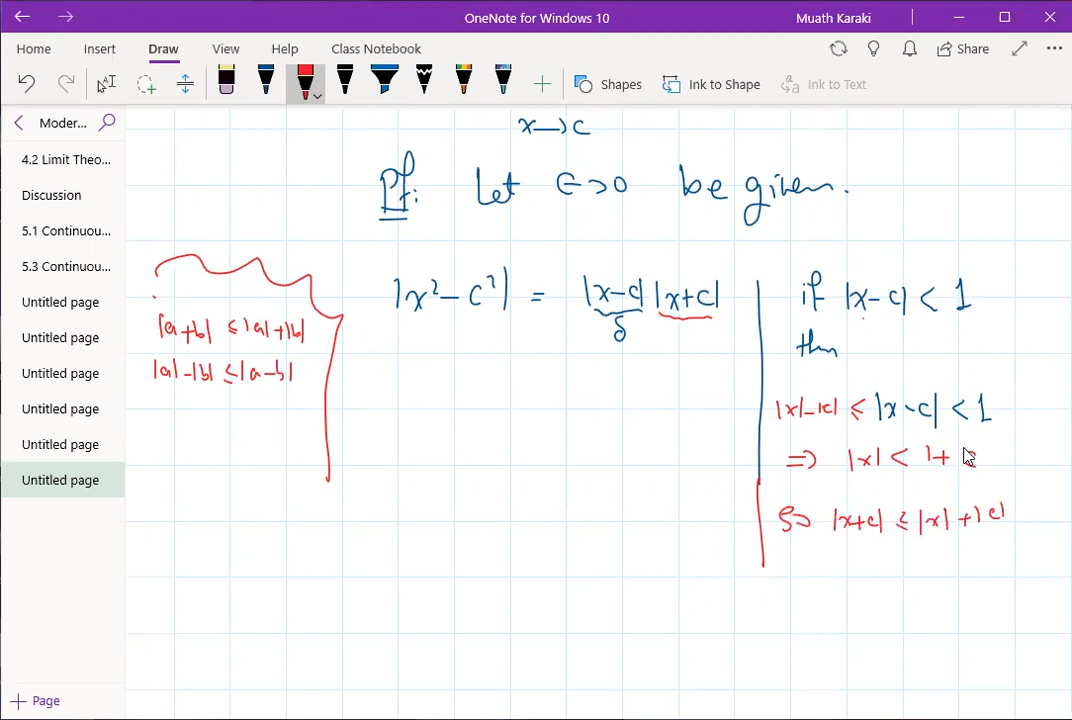 OneNote for Windows 10
Muath Karaki
Home Insert Draw View Help Class Notebook
Share
Shapes
Ink to Shape
Ink to Text
Moder...
4.2 Limit Theo...
Discussion
5.1 Continuou...
5.3 Continuou...
Untitled page
Untitled page
Untitled page
Untitled page
Untitled page
Untitled page
Page
x → c
Pf: Let ϵ > 0 be given.
|x² - c²| = |x-c| |x+c|
δ
|a+b| ≤ |a|+|b|
|a|-|b| ≤ |a-b|
if |x-c| < 1
then
|x|-|c| ≤ |x-c| < 1
⇒ |x| < 1+
So |x+c| ≤ |x|+|c|